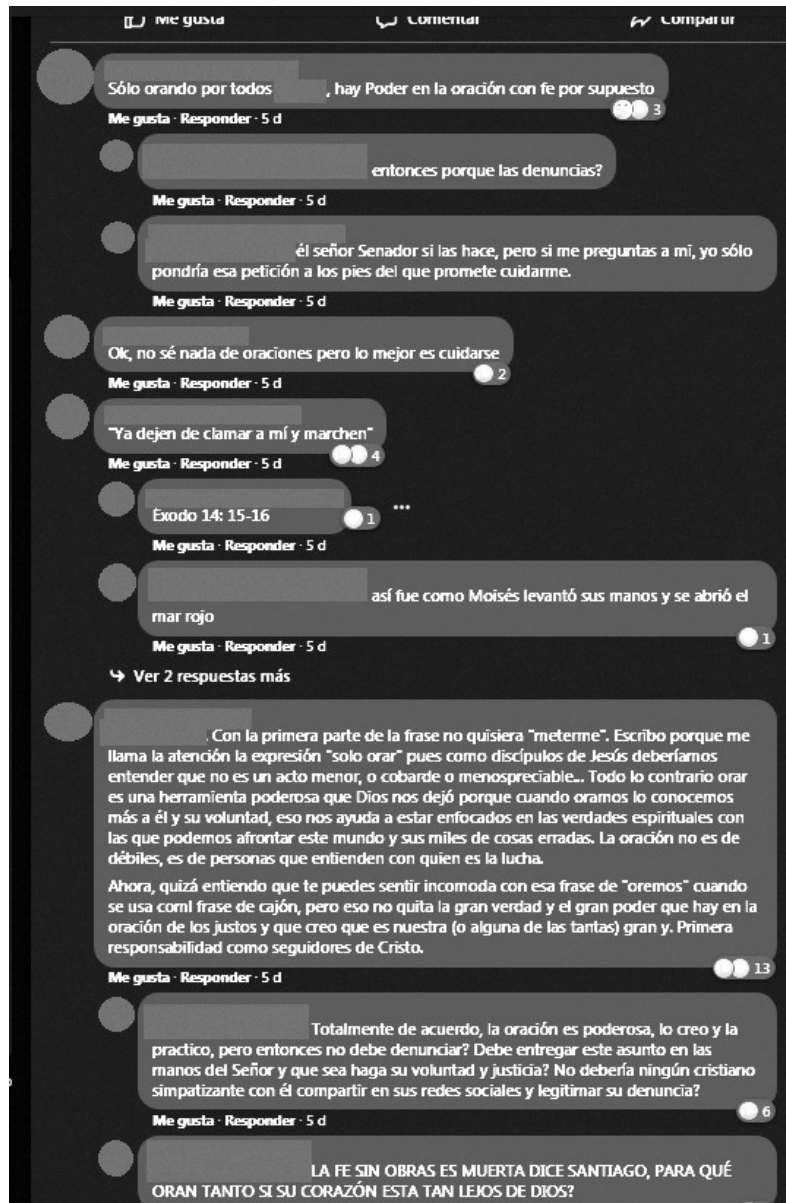 Me gusta Comentar Compartir
Sólo orando por todos , hay Poder en la oración con fe por supuesto
3
Me gusta · Responder · 5 d
entonces porque las denuncias?
Me gusta · Responder · 5 d
él señor Senador si las hace, pero si me preguntas a mi, yo sólo
pondría esa petición a los pies del que promete cuidarme.
Me gusta · Responder · 5 d
Ok, no sé nada de oraciones pero lo mejor es cuidarse
2
Me gusta · Responder · 5 d
"Ya dejen de clamar a mí y marchen"
4
Me gusta · Responder · 5 d
Éxodo 14: 15-16
1
Me gusta · Responder · 5 d
así fue como Moisés levantó sus manos y se abrió el
mar rojo
1
Me gusta · Responder · 5 d
Ver 2 respuestas más
. Con la primera parte de la frase no quisiera "meterme". Escribo porque me
llama la atención la expresión "solo orar" pues como discípulos de Jesús deberíamos
entender que no es un acto menor, o cobarde o menospreciable... Todo lo contrario orar
es una herramienta poderosa que Dios nos dejó porque cuando oramos lo conocemos
más a él y su voluntad, eso nos ayuda a estar enfocados en las verdades espirituales con
las que podemos afrontar este mundo y sus miles de cosas erradas. La oración no es de
débiles, es de personas que entienden con quien es la lucha.
Ahora, quizá entiendo que te puedes sentir incomoda con esa frase de "oremos" cuando
se usa coml frase de cajón, pero eso no quita la gran verdad y el gran poder que hay en la
oración de los justos y que creo que es nuestra (o alguna de las tantas) gran y. Primera
responsabilidad como seguidores de Cristo.
13
Me gusta · Responder · 5 d
Totalmente de acuerdo, la oración es poderosa, lo creo y la
practico, pero entonces no debe denunciar? Debe entregar este asunto en las
manos del Señor y que sea haga su voluntad y justicia? No debería ningún cristiano
simpatizante con él compartir en sus redes sociales y legitimar su denuncia?
6
Me gusta · Responder · 5 d
LA FE SIN OBRAS ES MUERTA DICE SANTIAGO, PARA QUÉ
ORAN TANTO SI SU CORAZÓN ESTA TAN LEJOS DE DIOS?